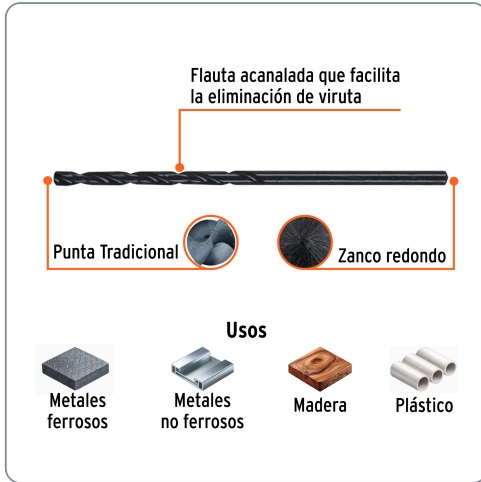 Flauta acanalada que facilita
la eliminación de viruta
Punta Tradicional
Zanco redondo
Usos
Metales
ferrosos
Metales
no ferrosos
Madera
Plástico